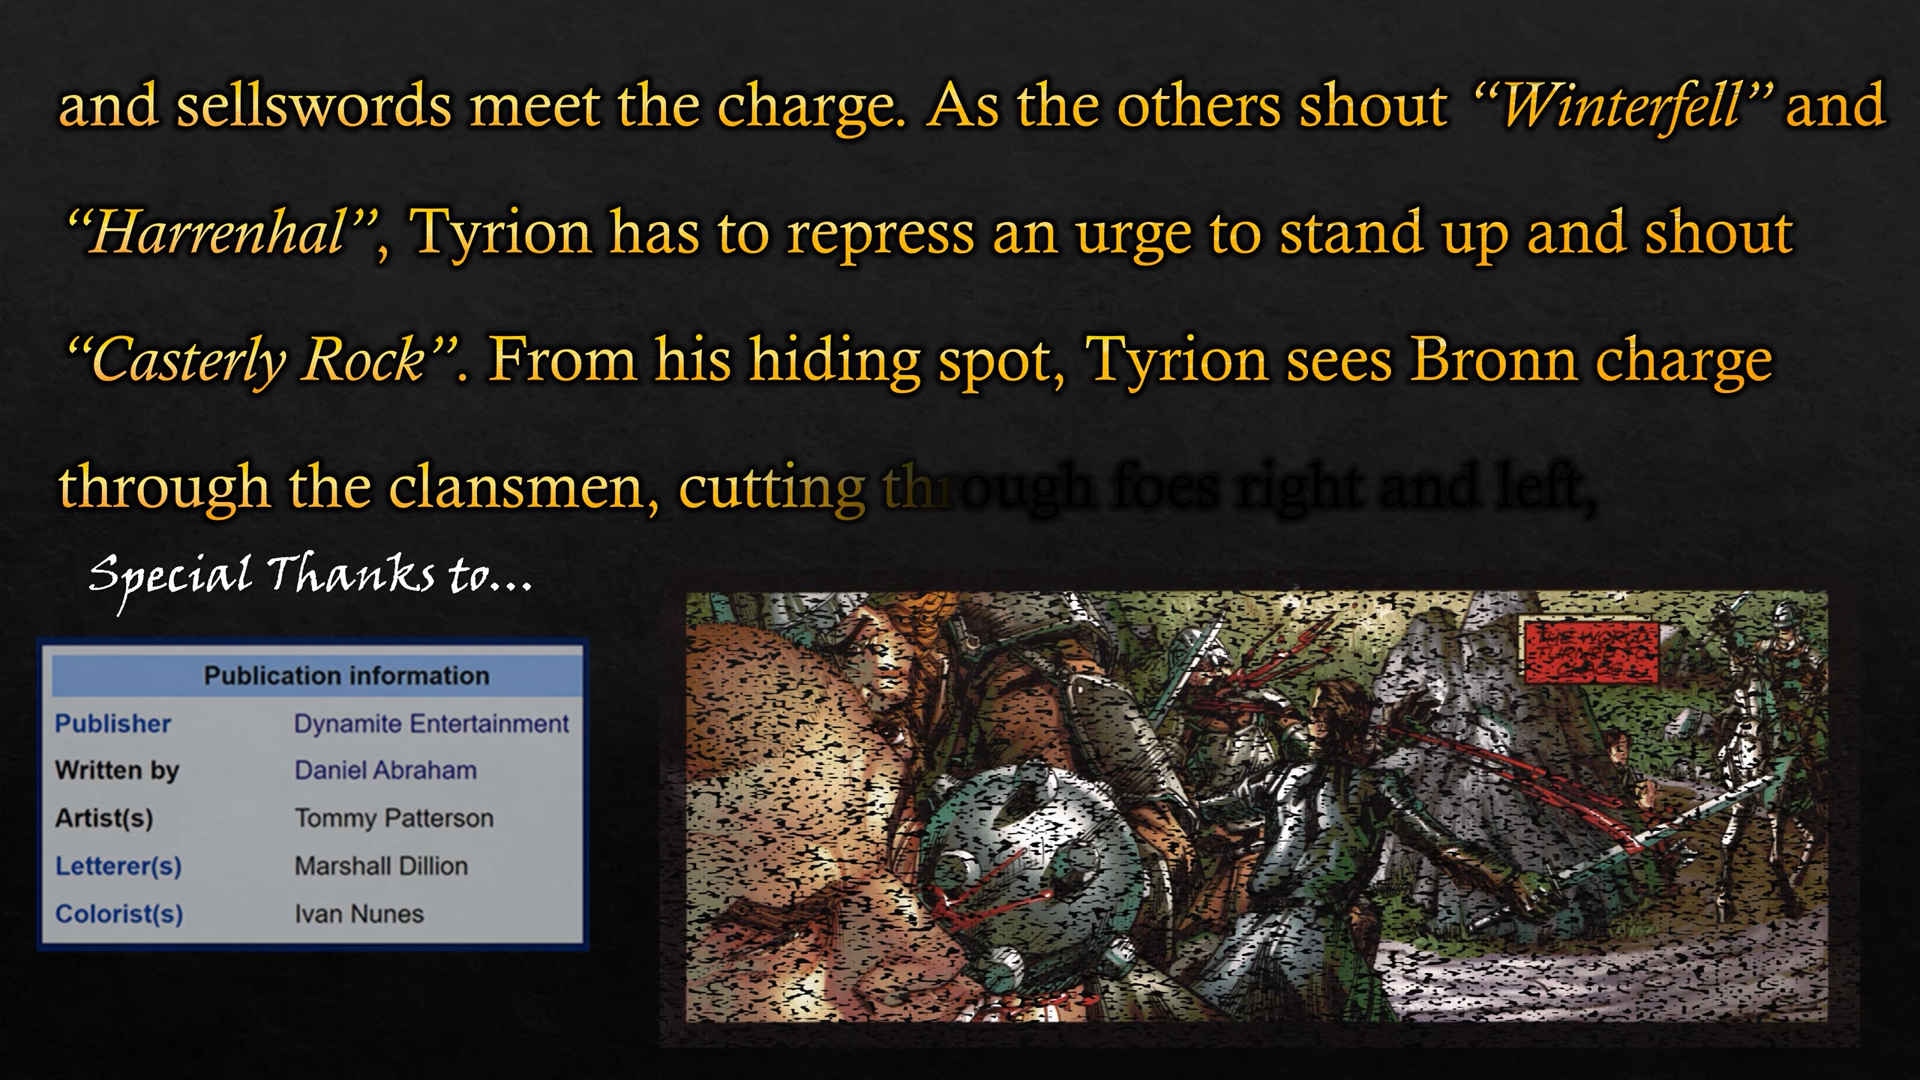 and sellswords meet the charge. As the others shout “Winterfell” and
“Harrenhal”, Tyrion has to repress an urge to stand up and shout
“Casterly Rock”. From his hiding spot, Tyrion sees Bronn charge
through the clansmen, cutting through foes right and left,
Special Thanks to...
Publication information
Publisher Dynamite Entertainment
Written by Daniel Abraham
Artist(s) Tommy Patterson
Letterer(s) Marshall Dillion
Colorist(s) Ivan Nunes
THE WORLD